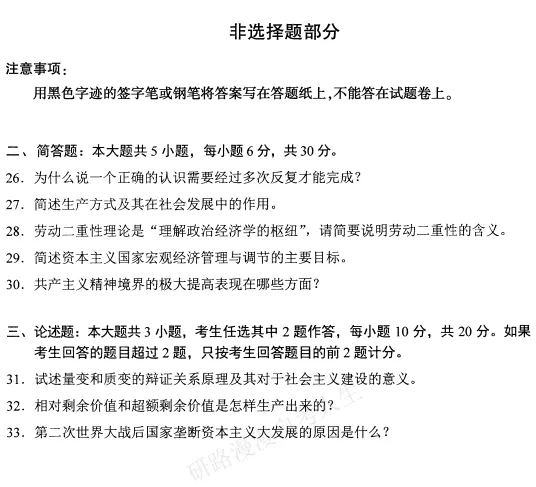 非选择题部分
注意事项：
用黑色字迹的签字笔或钢笔将答案写在答题纸上,不能答在试题卷上。
二、简答题：本大题共 5 小题，每小题 6 分，共 30 分。
26．为什么说一个正确的认识需要经过多次反复才能完成？
27．简述生产方式及其在社会发展中的作用。
28．劳动二重性理论是“理解政治经济学的枢纽”，请简要说明劳动二重性的含义。
29．简述资本主义国家宏观经济管理与调节的主要目标。
30．共产主义精神境界的极大提高表现在哪些方面？
三、论述题：本大题共 3 小题，考生任选其中 2 题作答，每小题 10 分，共 20 分。如果
考生回答的题目超过 2 题，只按考生回答题目的前 2 题计分。
31．试述量变和质变的辩证关系原理及其对于社会主义建设的意义。
32．相对剩余价值和超额剩余价值是怎样生产出来的？
33．第二次世界大战后国家垄断资本主义大发展的原因是什么？
研路漫漫